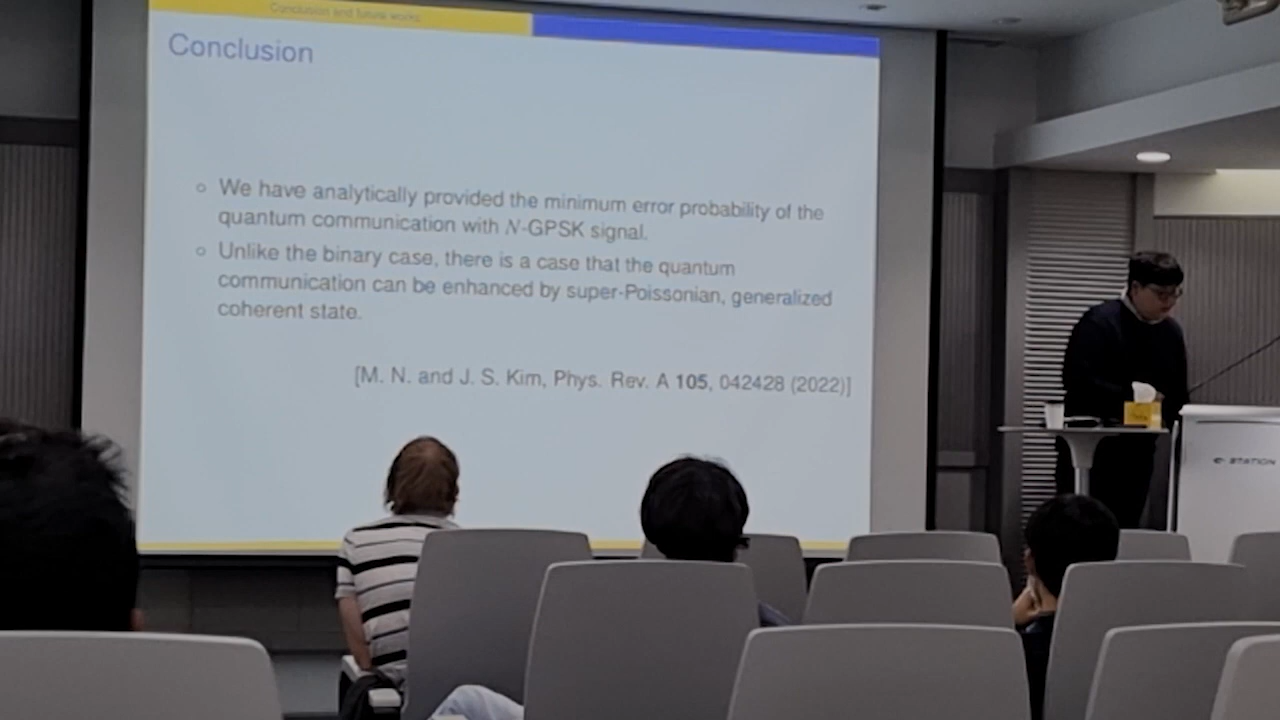 Conclusion and future works
Conclusion
We have analytically provided the minimum error probability of the
quantum communication with N-GPSK signal.
Unlike the binary case, there is a case that the quantum
communication can be enhanced by super-Poissonian, generalized
coherent state.
[M. N. and J. S. Kim, Phys. Rev. A 105, 042428 (2022)]
STATION